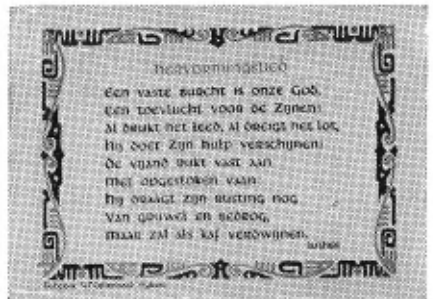 HERVORMINGSLIED
Een vaste burcht is onze God,
Een toevlucht voor de Zijnen!
Al drukt het leed, al dreigt het lot,
Hij doet Zijn hulp verschijnen!
De vijand rukt vast aan
Met opgestoken vaan
Hij draagt zijn rusting nog
Van gruwel en bedrog,
Maar zal als kaf verdwijnen.
Luther